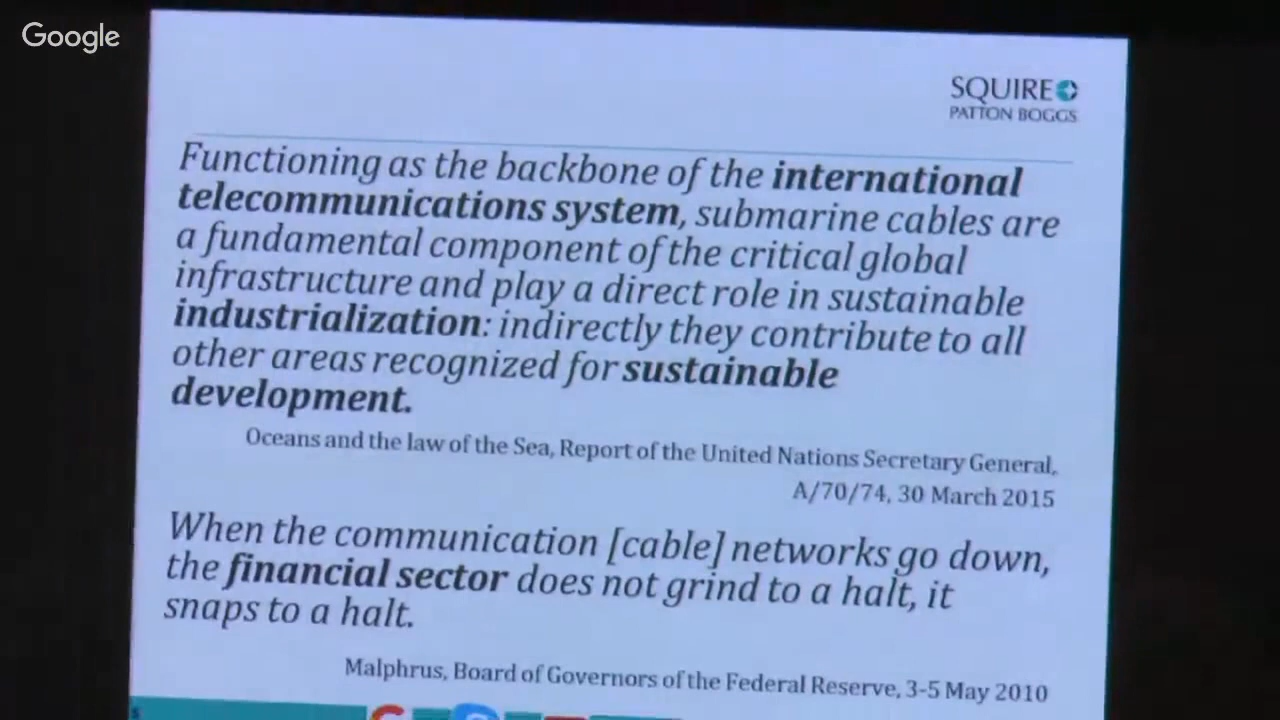 Google
SQUIRE
PATTON BOGGS
Functioning as the backbone of the international
telecommunications system, submarine cables are
a fundamental component of the critical global
infrastructure and play a direct role in sustainable
industrialization: indirectly they contribute to all
other areas recognized for sustainable
development.
Oceans and the law of the Sea, Report of the United Nations Secretary General,
A/70/74, 30 March 2015
When the communication [cable] networks go down,
the financial sector does not grind to a halt, it
snaps to a halt.
Malphrus, Board of Governors of the Federal Reserve, 3-5 May 2010